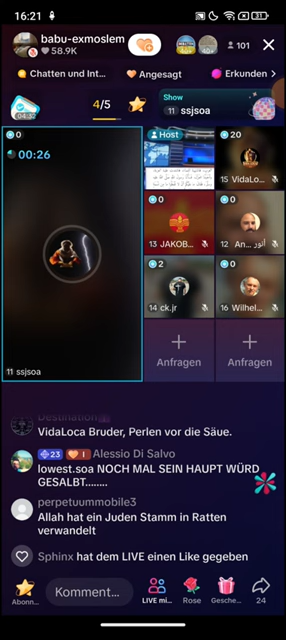 16:21
31
babu-exmoslem
58.9K
101
Chatten und Int...
Angesagt
Erkunden
04:32
4/5
Show
11 ssjsoa
0
00:26
11 ssjsoa
Host
20
15 VidaLo...
0
13 JAKOB...
0
12 An... أنور
2
14 ck.jr
0
16 Wilhel...
Anfragen
Anfragen
Destination
VidaLoca Bruder, Perlen vor die Säue.
23 1 Alessio Di Salvo
lowest.soa NOCH MAL SEIN HAUPT WÜRD
GESALBT........
perpetuummobile3
Allah hat ein Juden Stamm in Ratten
verwandelt
Sphinx hat dem LIVE einen Like gegeben
Abonn...
Komment...
LIVE mi...
Rose
Gesche...
24